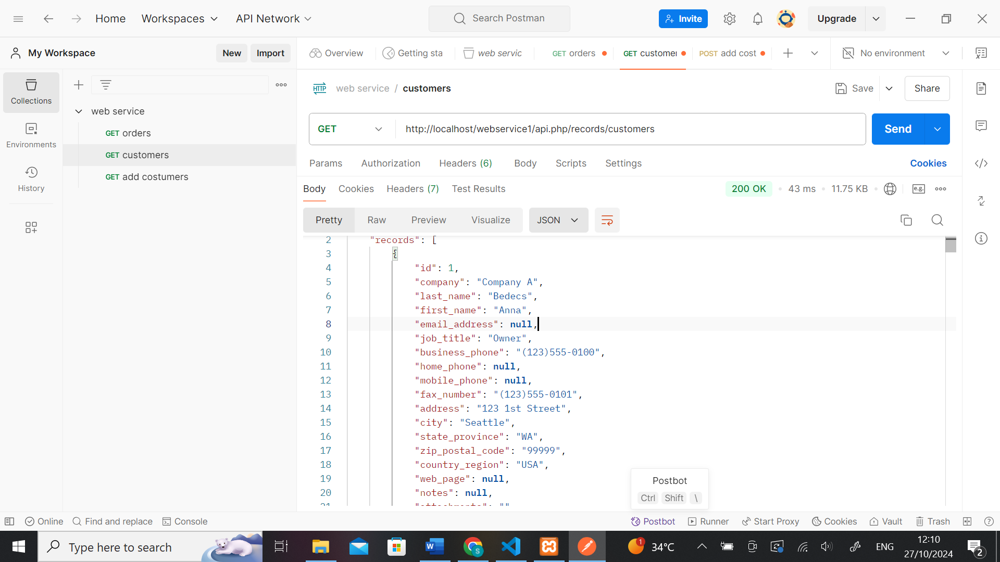 Home
Workspaces
API Network
Search Postman
Invite
Upgrade
My Workspace
New
Import
Overview
Getting sta
web servic
GET orders
GET customer
POST add cost
No environment
Collections
Environments
History
web service
GET orders
GET customers
GET add costumers
HTTP
web service / customers
Save
Share
GET
http://localhost/webservice1/api.php/records/customers
Send
Params
Authorization
Headers (6)
Body
Scripts
Settings
Cookies
Body
Cookies
Headers (7)
Test Results
200 OK
43 ms
11.75 KB
e.g.
Pretty
Raw
Preview
Visualize
JSON
2 "records": [
3 {
4 "id": 1,
5 "company": "Company A",
6 "last_name": "Bedecs",
7 "first_name": "Anna",
8 "email_address": null,
9 "job_title": "Owner",
10 "business_phone": "(123)555-0100",
11 "home_phone": null,
12 "mobile_phone": null,
13 "fax_number": "(123)555-0101",
14 "address": "123 1st Street",
15 "city": "Seattle",
16 "state_province": "WA",
17 "zip_postal_code": "99999",
18 "country_region": "USA",
19 "web_page": null,
20 "notes": null,
21 "attachments": ""
Postbot
Ctrl Shift \
Online
Find and replace
Console
Postbot
Runner
Start Proxy
Cookies
Vault
Trash
Type here to search
W
S
1
34°C
ENG
12:10
27/10/2024
2